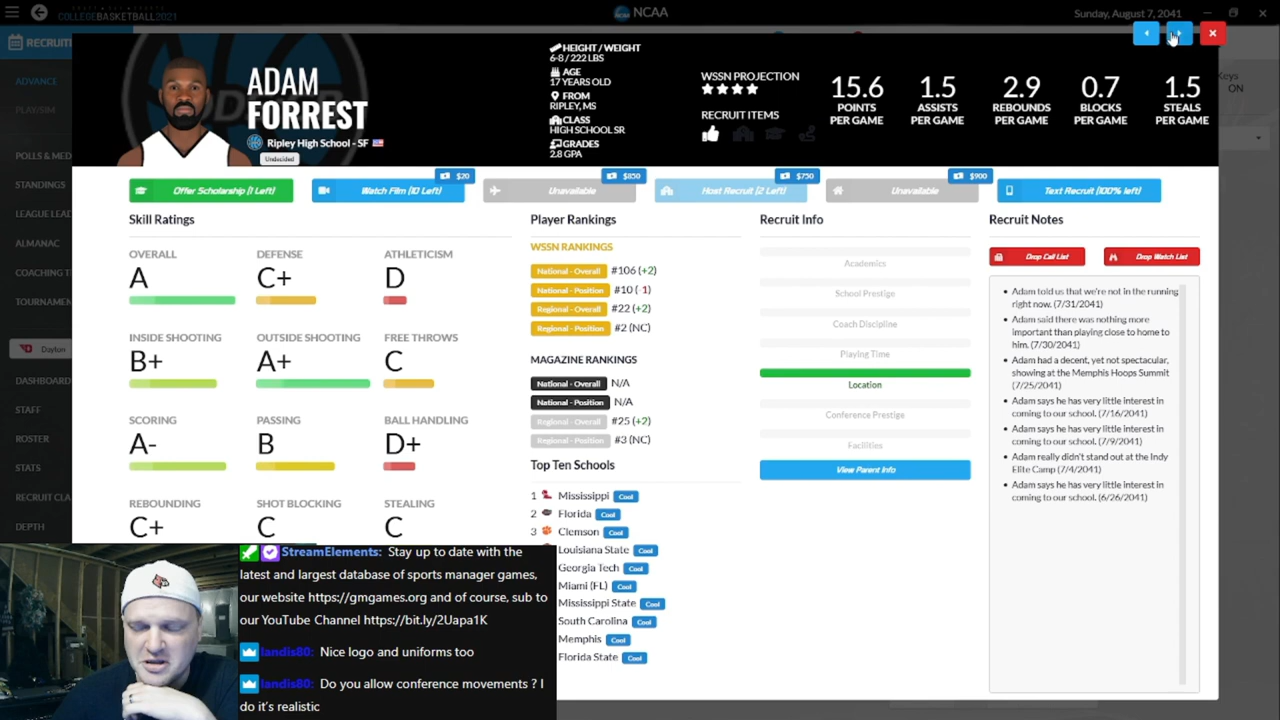 COLLEGEBASKETBALL2021
NCAA
Sunday, August 7, 2041
RECRUIT
ADVANCE
PLAY/SIM
POLLS & MED
STANDINGS
LEAGUE LEAD
ALMANAC
COACHING T
TOURNAMEN
Dayton
DASHBOARD
STAFF
ROSTER
STATS
RECRUIT CLA
DEPTH
Keys
ON
ADAM
FORREST
Ripley High School - SF
Undecided
HEIGHT / WEIGHT
6-8 / 222 LBS
AGE
17 YEARS OLD
FROM
RIPLEY, MS
CLASS
HIGH SCHOOL SR
GRADES
2.8 GPA
WSSN PROJECTION
RECRUIT ITEMS
15.6
POINTS
PER GAME
1.5
ASSISTS
PER GAME
2.9
REBOUNDS
PER GAME
0.7
BLOCKS
PER GAME
1.5
STEALS
PER GAME
Offer Scholarship (1 Left)
$20
Watch Film (10 Left)
$850
Unavailable
$750
Host Recruit (2 Left)
$900
Unavailable
Text Recruit (100% left)
Skill Ratings
OVERALL
A
DEFENSE
C+
ATHLETICISM
D
INSIDE SHOOTING
B+
OUTSIDE SHOOTING
A+
FREE THROWS
C
SCORING
A-
PASSING
B
BALL HANDLING
D+
REBOUNDING
C+
SHOT BLOCKING
C
STEALING
C
Player Rankings
WSSN RANKINGS
National - Overall #106 (+2)
National - Position #10 (-1)
Regional - Overall #22 (+2)
Regional - Position #2 (NC)
MAGAZINE RANKINGS
National - Overall N/A
National - Position N/A
Regional - Overall #25 (+2)
Regional - Position #3 (NC)
Top Ten Schools
1 Mississippi Cool
2 Florida Cool
3 Clemson Cool
Louisiana State Cool
Georgia Tech Cool
Miami (FL) Cool
Mississippi State Cool
South Carolina Cool
Memphis Cool
Florida State Cool
Recruit Info
Academics
School Prestige
Coach Discipline
Playing Time
Location
Conference Prestige
Facilities
View Parent Info
Recruit Notes
Drop Call List
Drop Watch List
Adam told us that we're not in the running
right now. (7/31/2041)
Adam said there was nothing more
important than playing close to home to
him. (7/30/2041)
Adam had a decent, yet not spectacular,
showing at the Memphis Hoops Summit
(7/25/2041)
Adam says he has very little interest in
coming to our school. (7/16/2041)
Adam says he has very little interest in
coming to our school. (7/9/2041)
Adam really didn't stand out at the Indy
Elite Camp (7/4/2041)
Adam says he has very little interest in
coming to our school. (6/26/2041)
StreamElements: Stay up to date with the
latest and largest database of sports manager games,
our website https://gmgames.org and of course, sub to
our YouTube Channel https://bit.ly/2Uapa1K
landis80: Nice logo and uniforms too
landis80: Do you allow conference movements ? I
do it's realistic